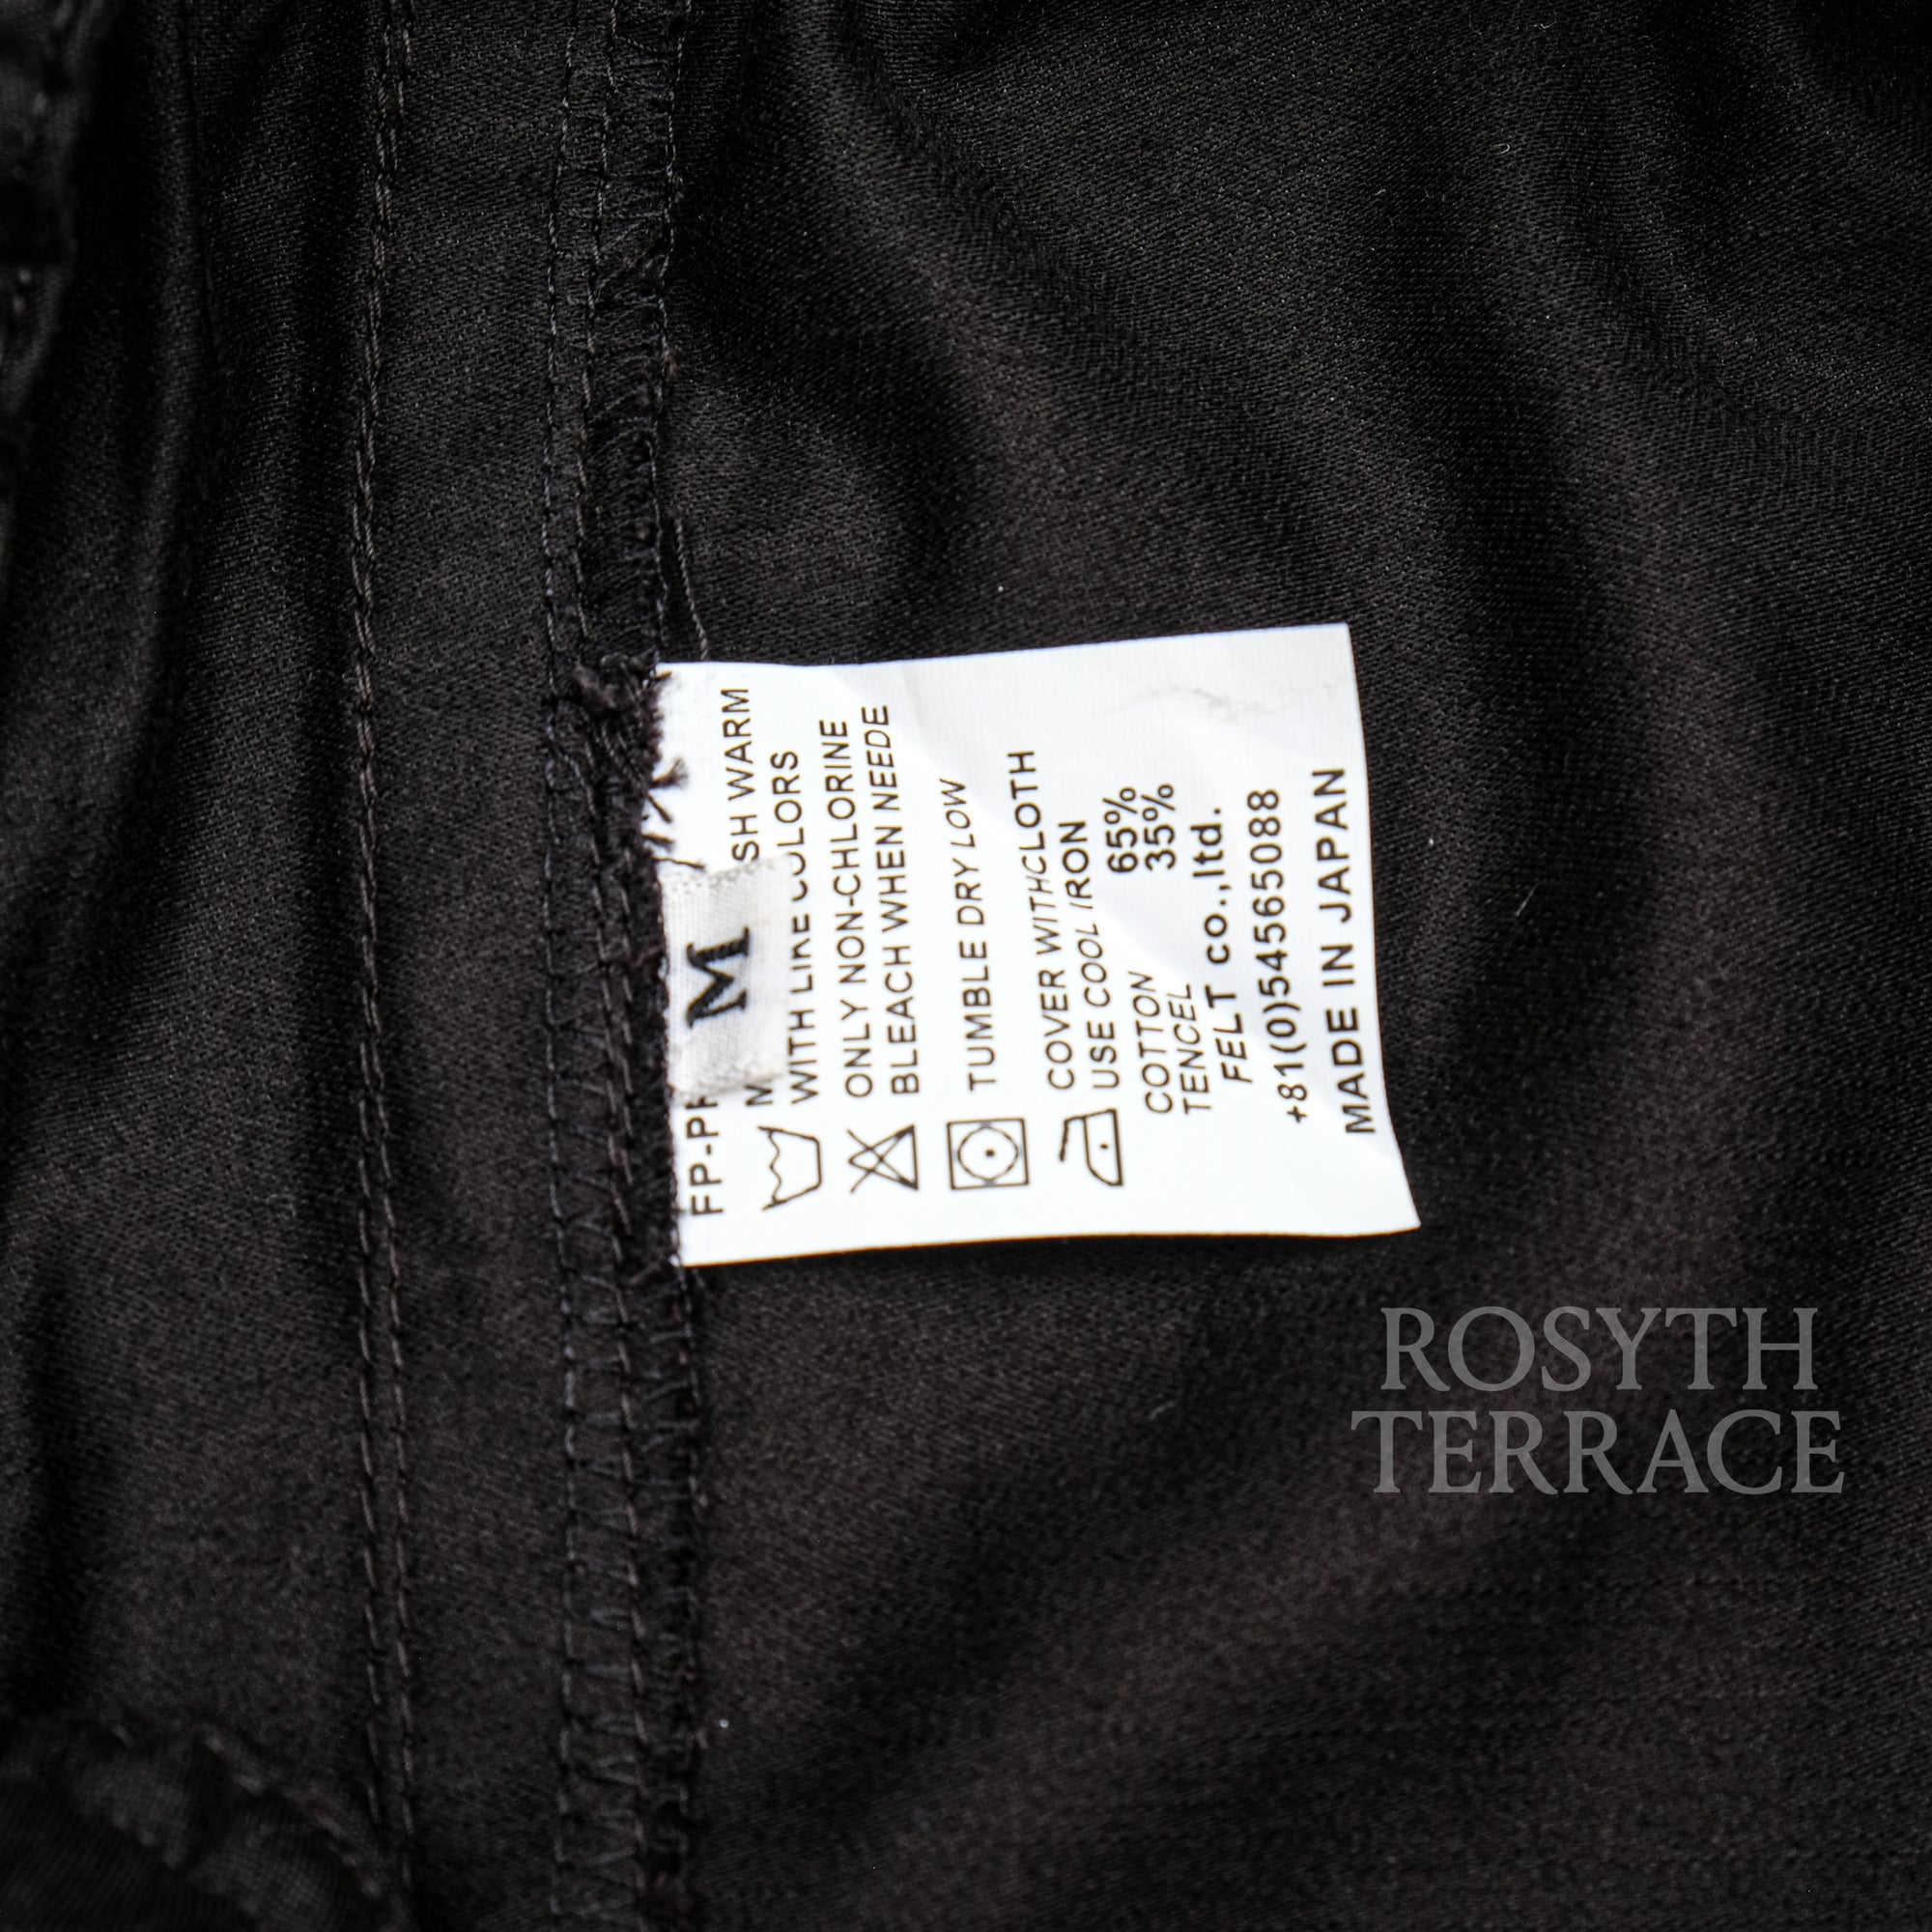 M
FP-PF
SH WARM
WITH LIKE COLORS
ONLY NON-CHLORINE
BLEACH WHEN NEEDE
TUMBLE DRY LOW
COVER WITHCLOTH
USE COOL IRON
COTTON 65%
TENCEL 35%
FELT co.,ltd.
+81(0)54565088
MADE IN JAPAN
ROSYTH
TERRACE